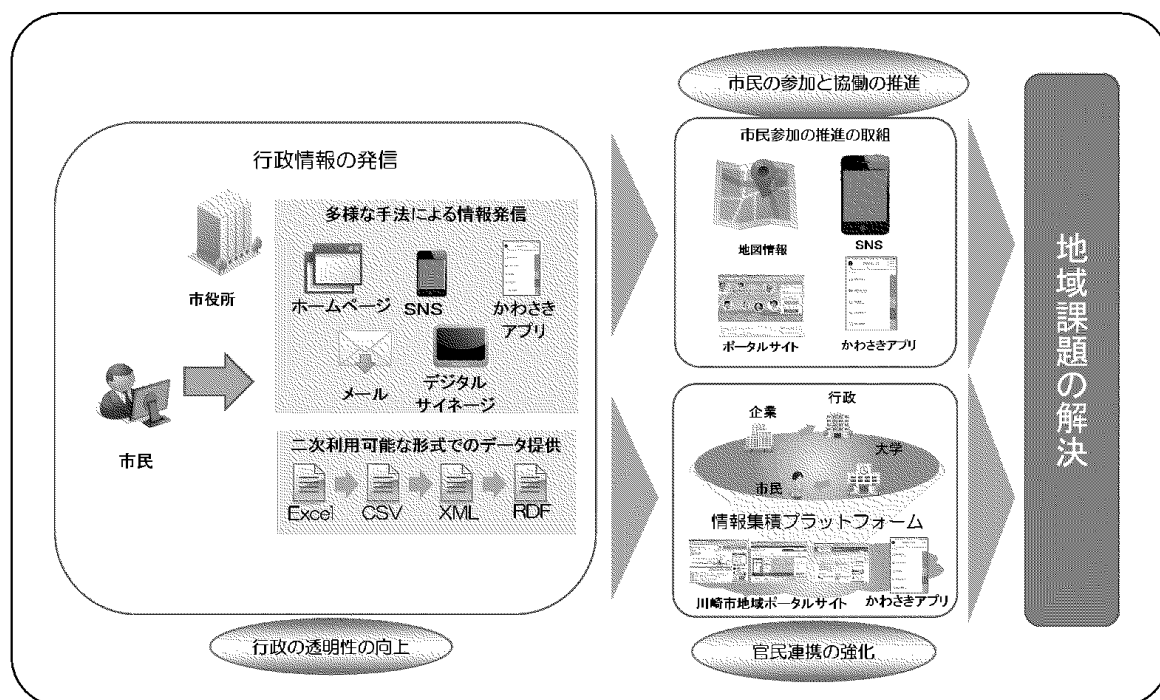 行政情報の発信
市役所
市民
多様な手法による情報発信
ホームページ
SNS
かわさき
アプリ
メール
デジタル
サイネージ
二次利用可能な形式でのデータ提供
Excel
CSV
XML
RDF
行政の透明性の向上
市民の参加と協働の推進
市民参加の推進の取組
地図情報
SNS
ポータルサイト
かわさきアプリ
企業
行政
大学
市民
情報集積プラットフォーム
川崎市地域ポータルサイト
かわさきアプリ
官民連携の強化
地域課題の解決